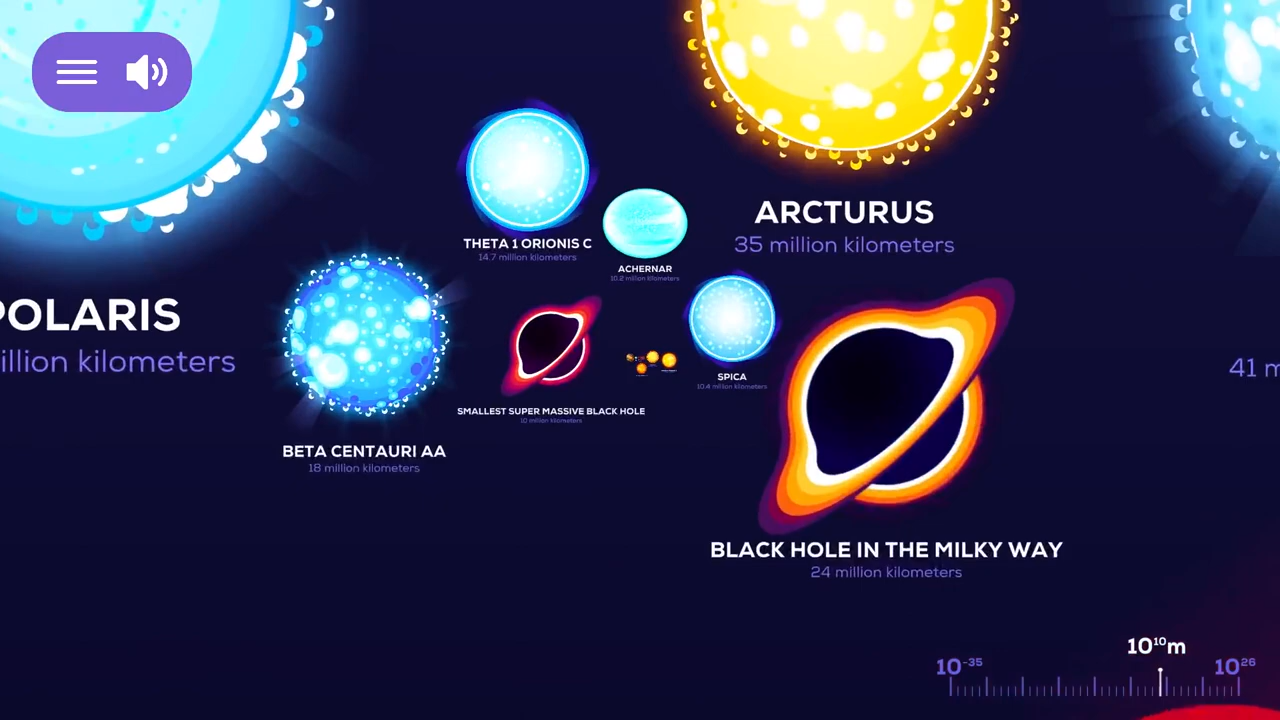 THETA 1 ORIONIS C
14.7 million kilometers
ACHERNAR
10.2 million kilometers
ARCTURUS
35 million kilometers
POLARIS
illion kilometers
BETA CENTAURI AA
18 million kilometers
SMALLEST SUPER MASSIVE BLACK HOLE
10 million kilometers
SPICA
10.4 million kilometers
41 m
BLACK HOLE IN THE MILKY WAY
24 million kilometers
10¹⁰m
10⁻³⁵
10²⁶